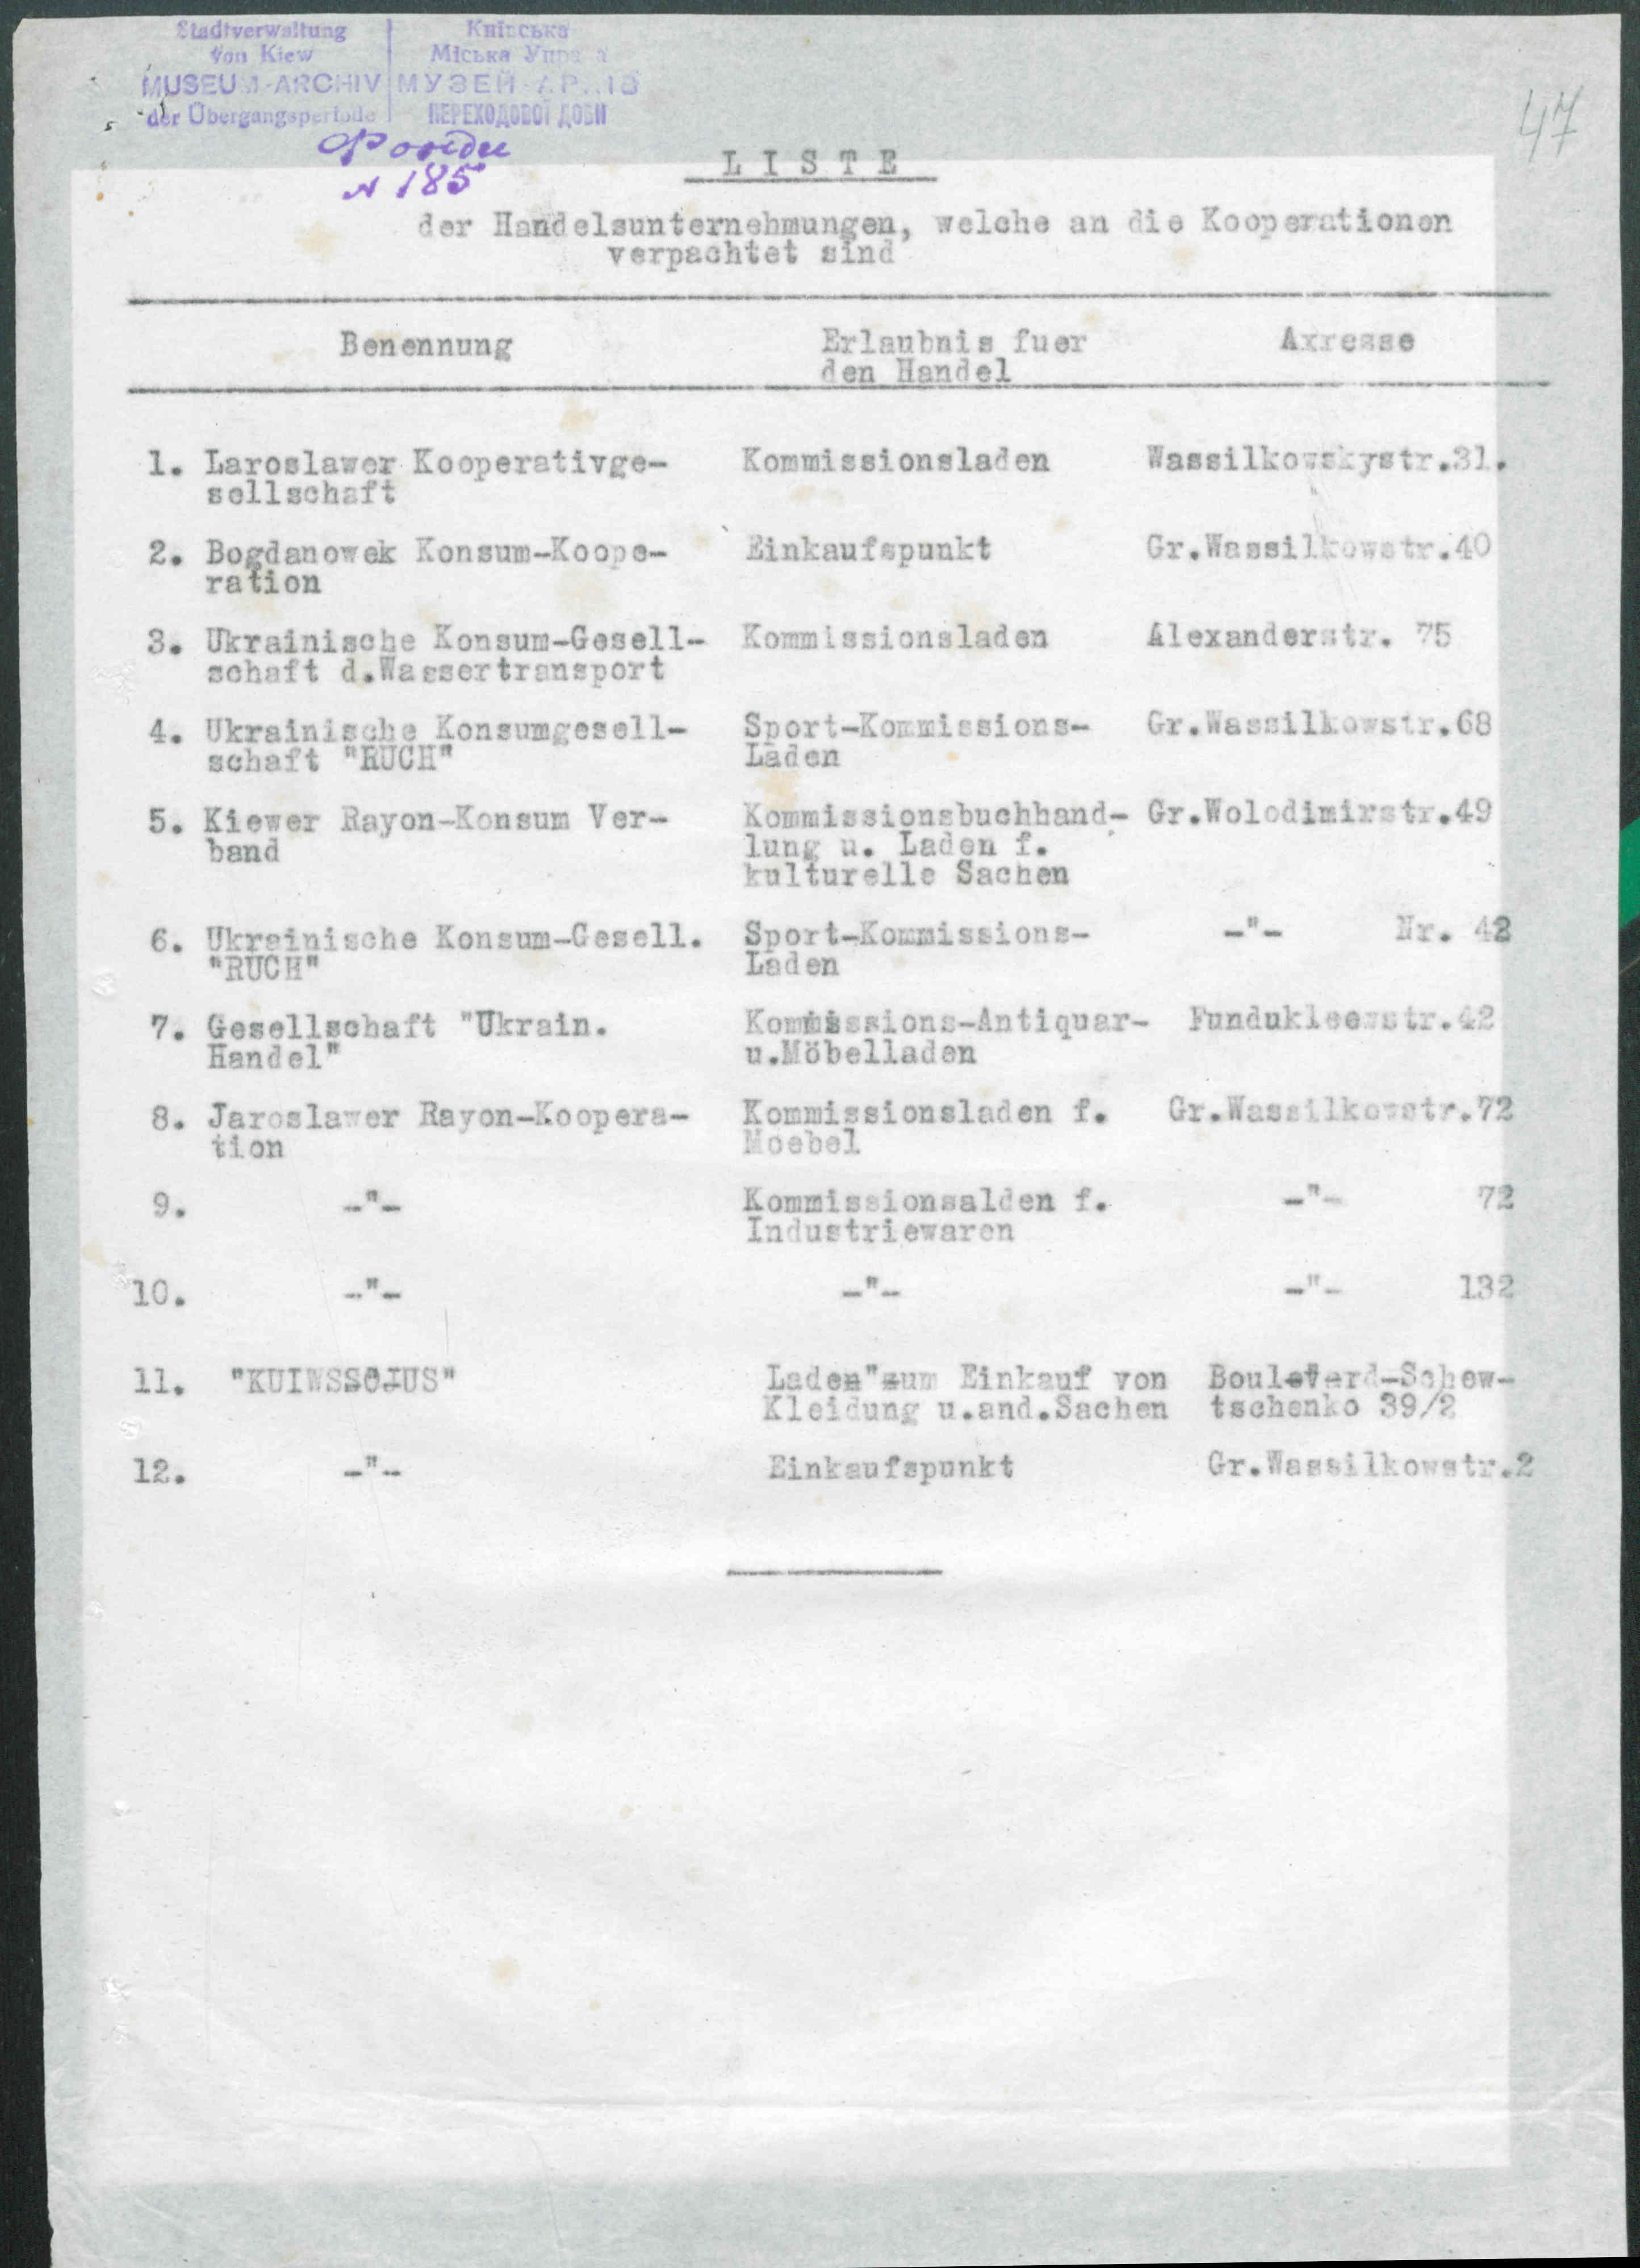 Stadtverwaltung
von Kiew
MUSEUM-ARCHIV
der Übergangsperiode
Київська
Міська Управа
МУЗЕЙ-АРХІВ
ПЕРЕХОДОВОЇ ДОБИ
Фонди
N 185
47
LISTE
der Handelsunternehmungen, welche an die Kooperationen
verpachtet sind
Benennung Erlaubnis fuer Axresse
den Handel
1. Laroslawer Kooperativge- Kommissionsladen Wassilkowskystr.31.
sellschaft
2. Bogdanowek Konsum-Koope- Einkaufspunkt Gr.Wassilkowstr.40
ration
3. Ukrainische Konsum-Gesell- Kommissionsladen Alexanderstr. 75
schaft d.Wassertransport
4. Ukrainische Konsumgesell- Sport-Kommissions- Gr.Wassilkowstr.68
schaft "RUCH" Laden
5. Kiewer Rayon-Konsum Ver- Kommissionsbuchhand- Gr.Wolodimirstr.49
band lung u. Laden f.
kulturelle Sachen
6. Ukrainische Konsum-Gesell. Sport-Kommissions- -"- Nr. 42
"RUCH" Laden
7. Gesellschaft "Ukrain. Kommissions-Antiquar- Fundukleewstr.42
Handel" u.Möbelladen
8. Jaroslawer Rayon-Koopera- Kommissionsladen f. Gr.Wassilkowstr.72
tion Moebel
9. -"- Kommissionsalden f. -"- 72
Industriewaren
10. -"- -"- -"- 132
11. "KUIWSSOJUS" Laden"zum Einkauf von Boulevard-Schew-
Kleidung u.and.Sachen tschenko 39/2
12. -"- Einkaufspunkt Gr.Wassilkowstr.2